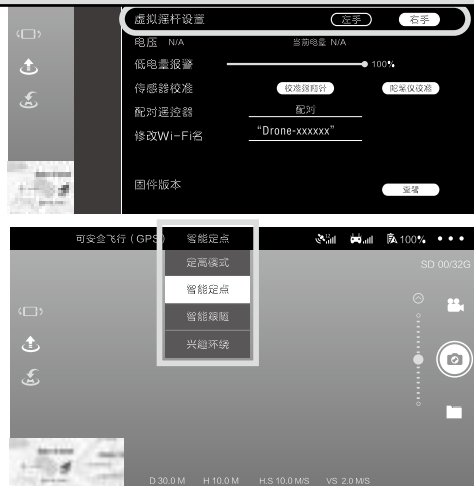 虚拟摇杆设置 左手 右手
电压 N/A 当前电量 N/A
低电量报警 100%
传感器校准 校准指南针 陀螺仪校准
配对遥控器 配对
修改Wi-Fi名 “Drone-xxxxxx”
固件版本 查看
可安全飞行 (GPS) 智能定点 100%
定高模式
SD 00/32G
智能定点
智能跟随
兴趣环绕
D 30.0 M H 10.0 M H.S 10.0 M/S VS 2.0 M/S